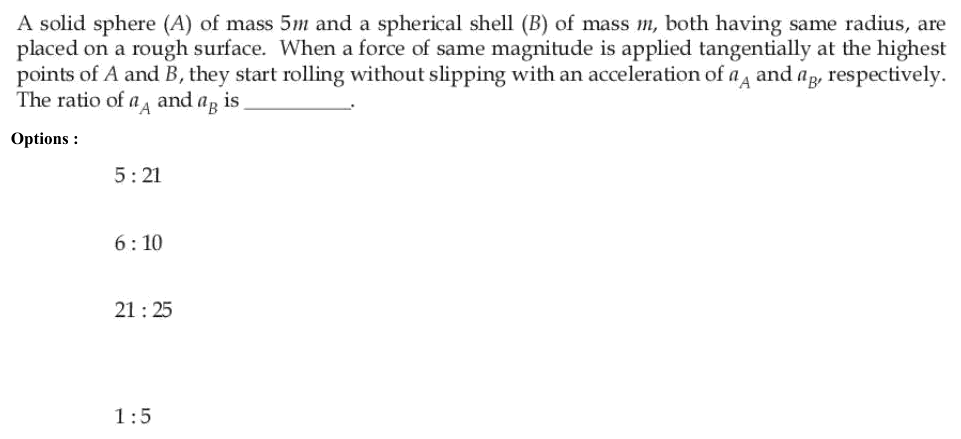 A solid sphere (A) of mass 5m and a spherical shell (B) of mass m, both having same radius, are
placed on a rough surface. When a force of same magnitude is applied tangentially at the highest
points of A and B, they start rolling without slipping with an acceleration of a_A and a_B, respectively.
The ratio of a_A and a_B is ___________.
Options :
5 : 21
6 : 10
21 : 25
1 : 5